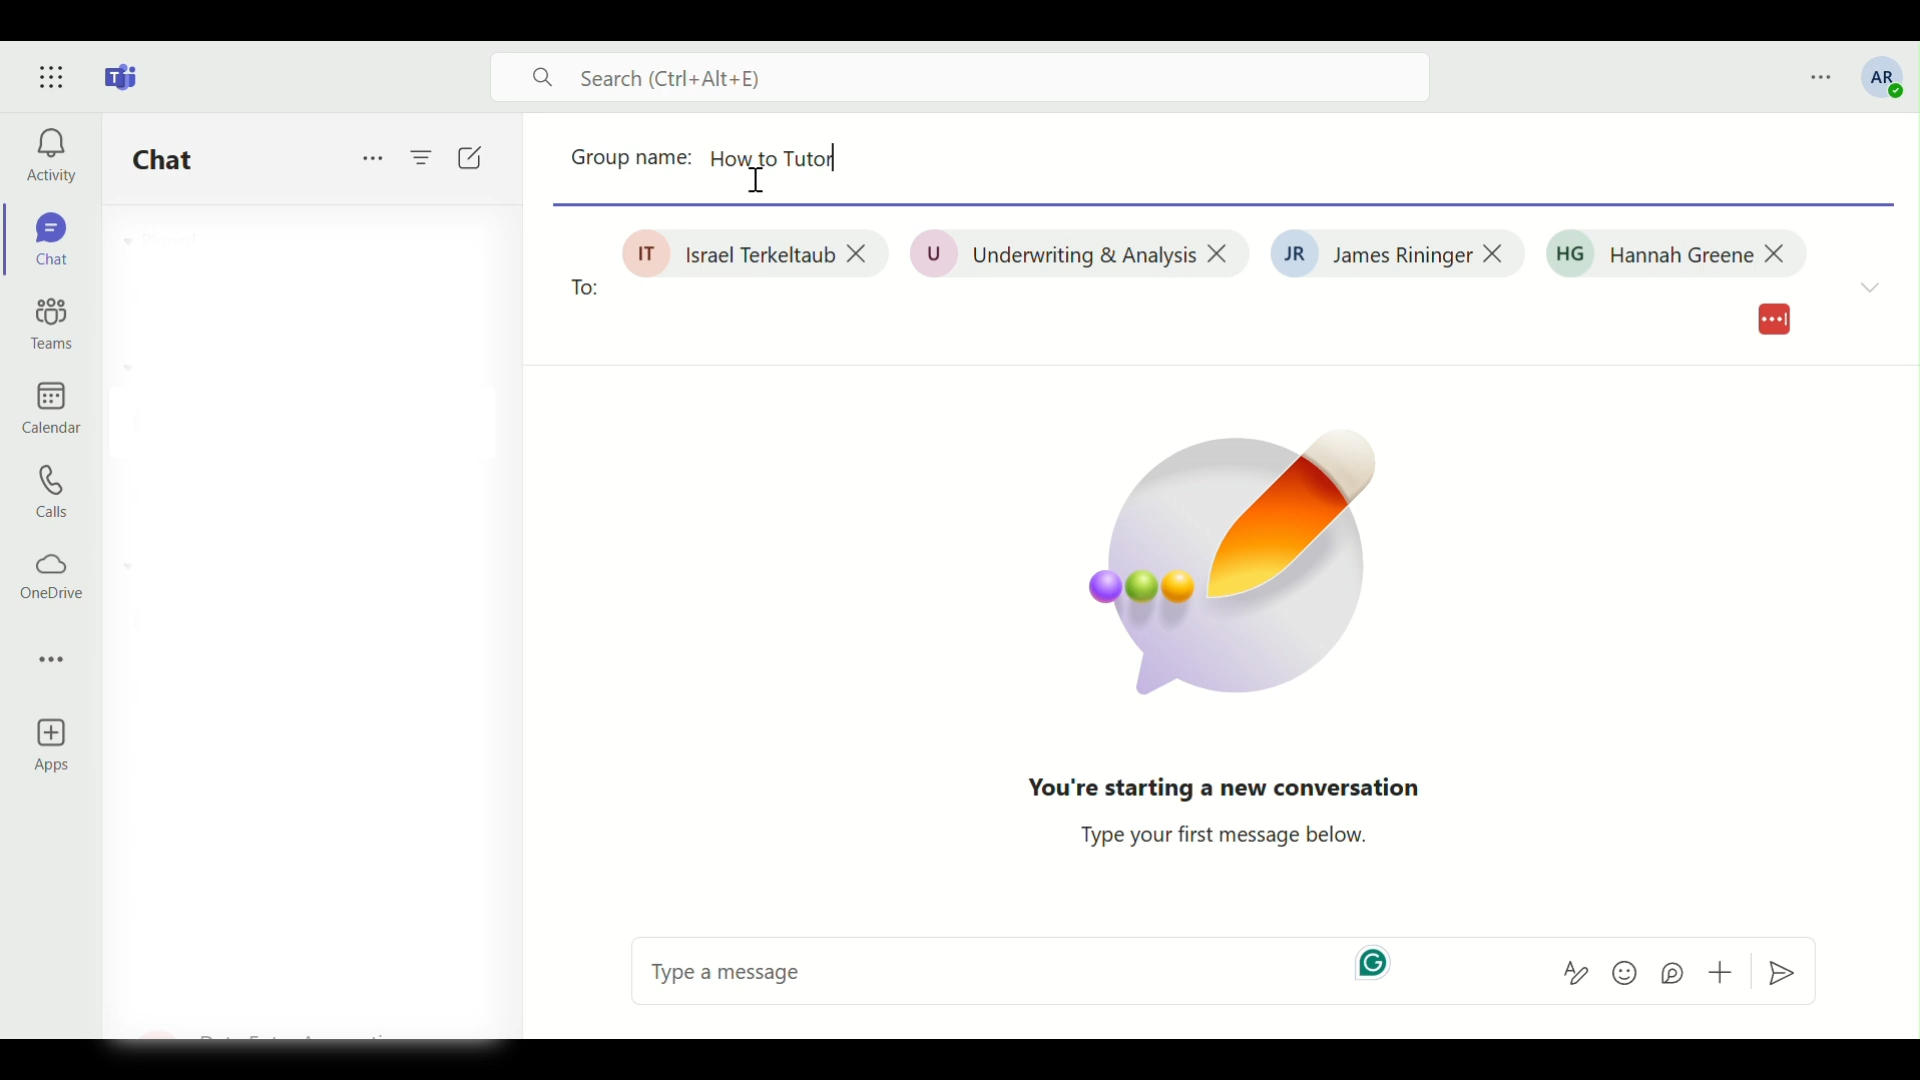 Search (Ctrl+Alt+E)
AR
Activity
Chat
Teams
Calendar
Calls
OneDrive
Apps
Chat
Group name: How to Tutor
To:
IT Israel Terkeltaub
U Underwriting & Analysis
JR James Rininger
HG Hannah Greene
You're starting a new conversation
Type your first message below.
Type a message